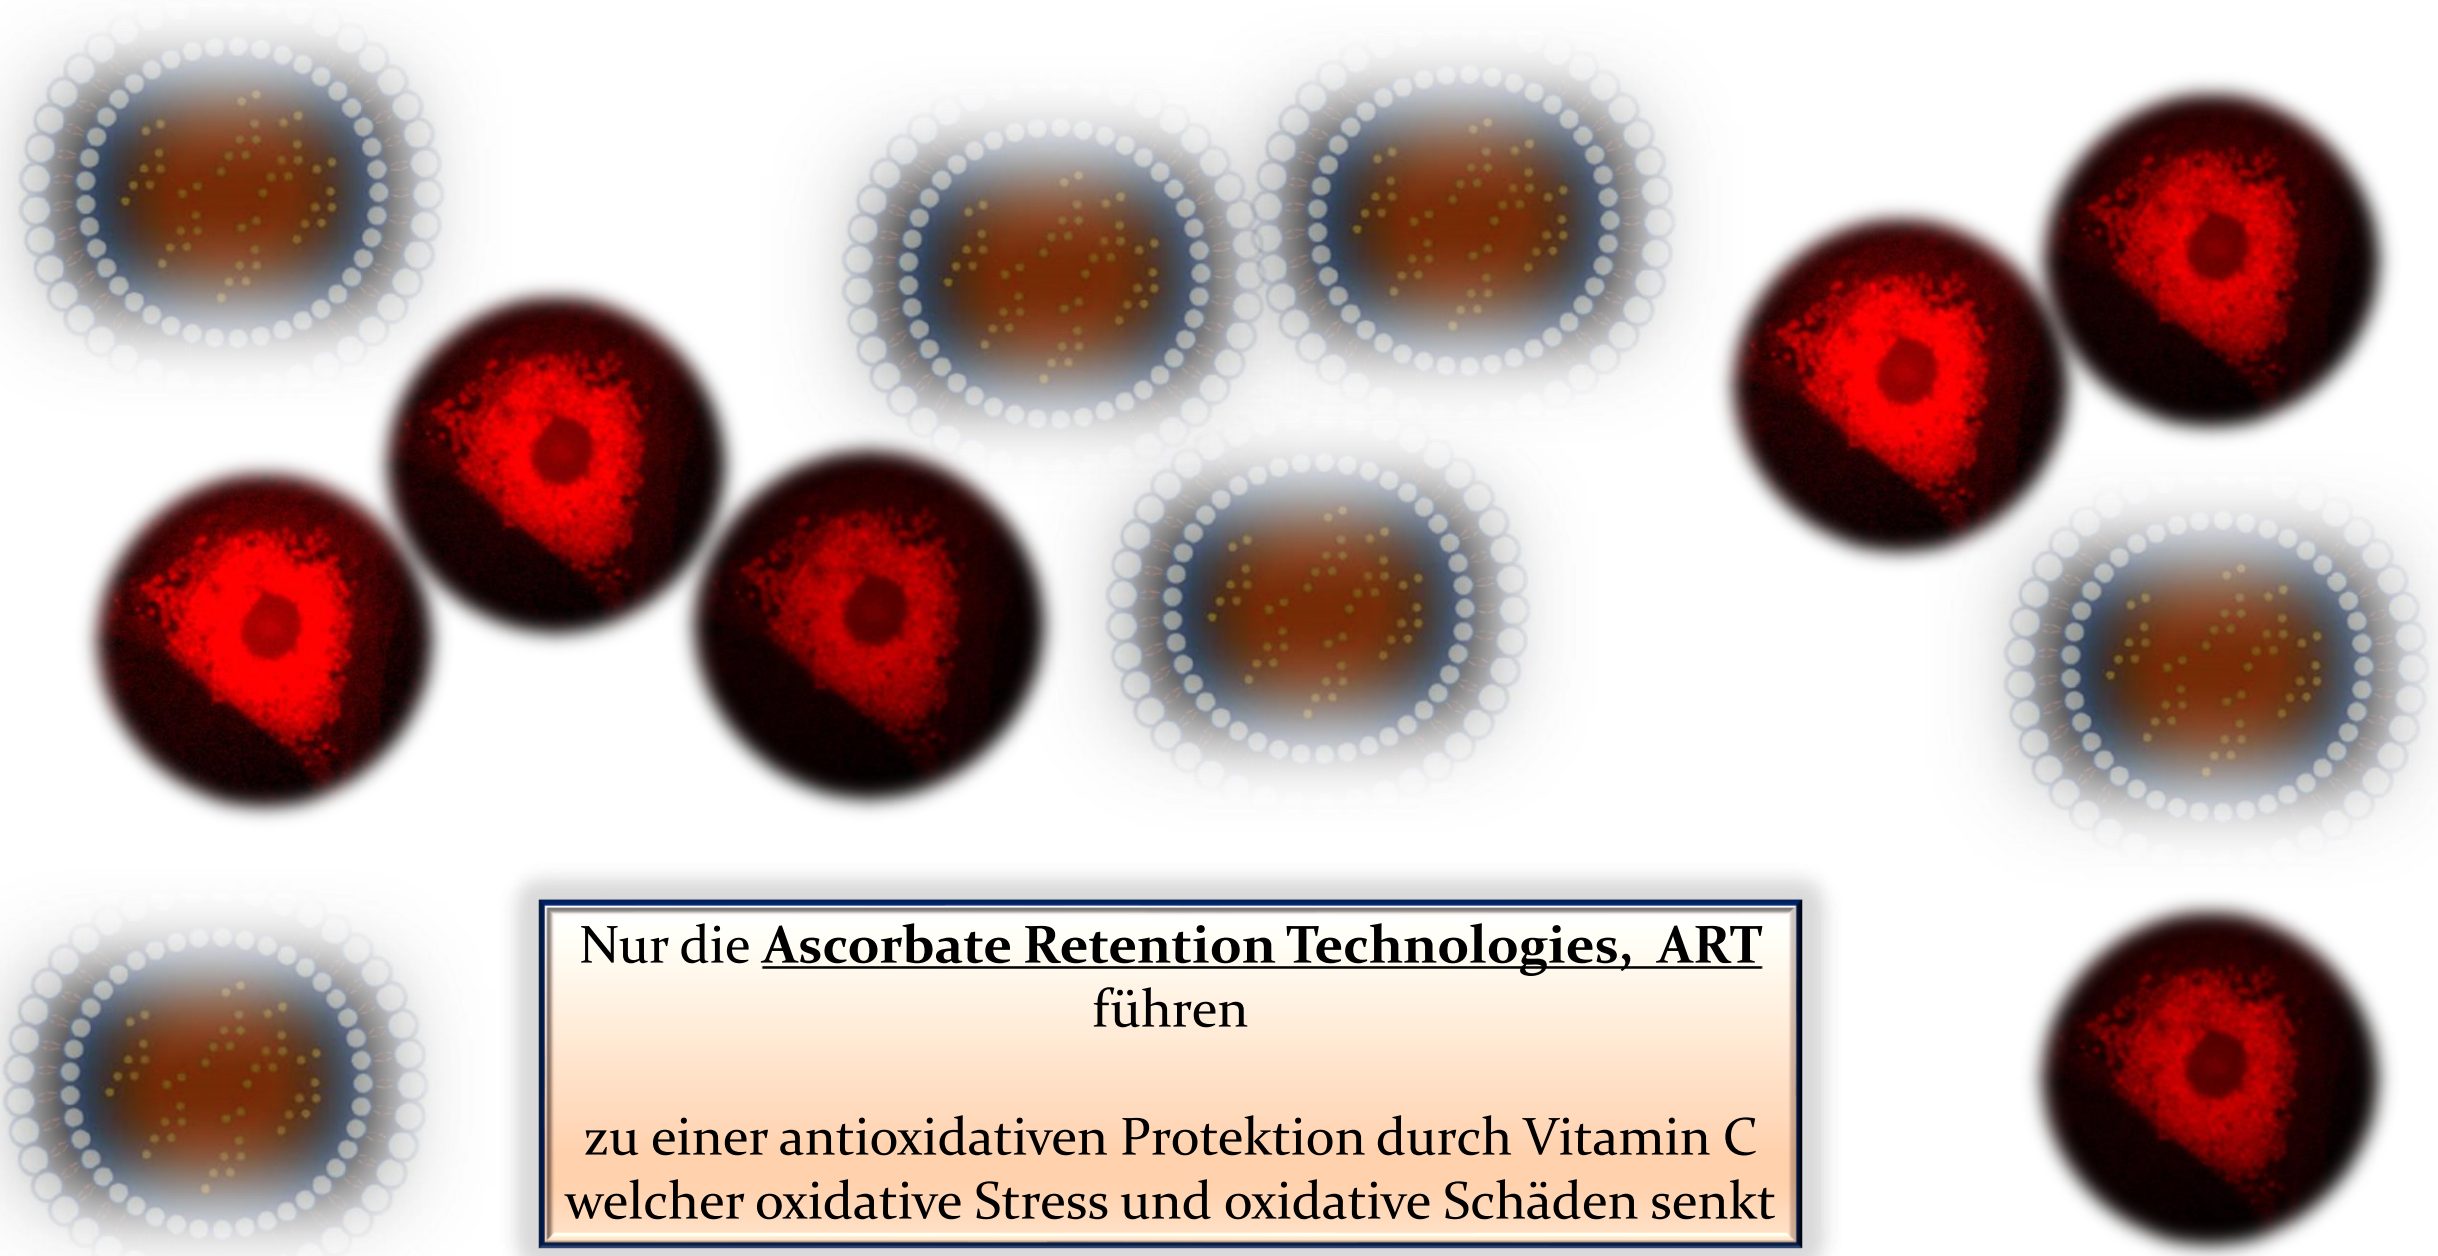 Nur die Ascorbate Retention Technologies, ART
führen
zu einer antioxidativen Protektion durch Vitamin C
welcher oxidative Stress und oxidative Schäden senkt